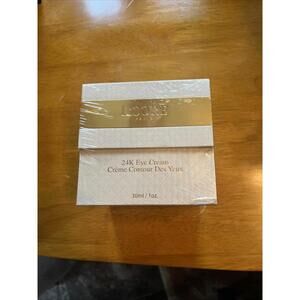 24K Eye Cream
Crème Contour Des Yeux
30ml / 1oz.